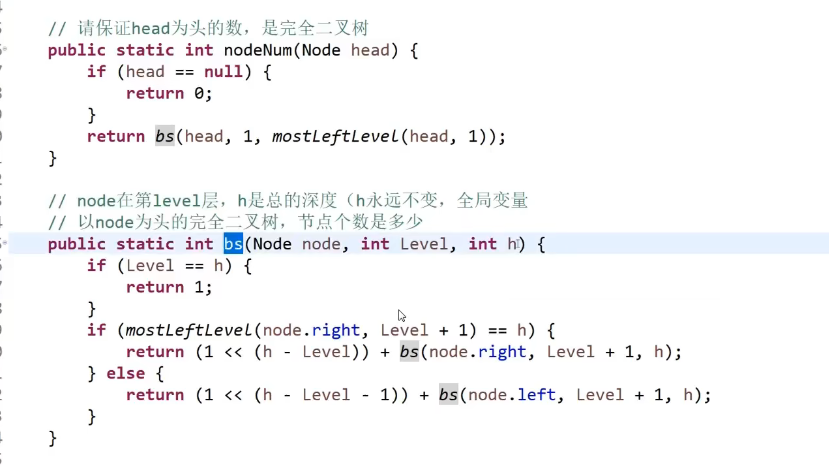 // 请保证head为头的数，是完全二叉树
public static int nodeNum(Node head) {
if (head == null) {
return 0;
}
return bs(head, 1, mostLeftLevel(head, 1));
}
// node在第level层，h是总的深度（h永远不变，全局变量
// 以node为头的完全二叉树，节点个数是多少
public static int bs(Node node, int Level, int h) {
if (Level == h) {
return 1;
}
if (mostLeftLevel(node.right, Level + 1) == h) {
return (1 << (h - Level)) + bs(node.right, Level + 1, h);
} else {
return (1 << (h - Level - 1)) + bs(node.left, Level + 1, h);
}
}